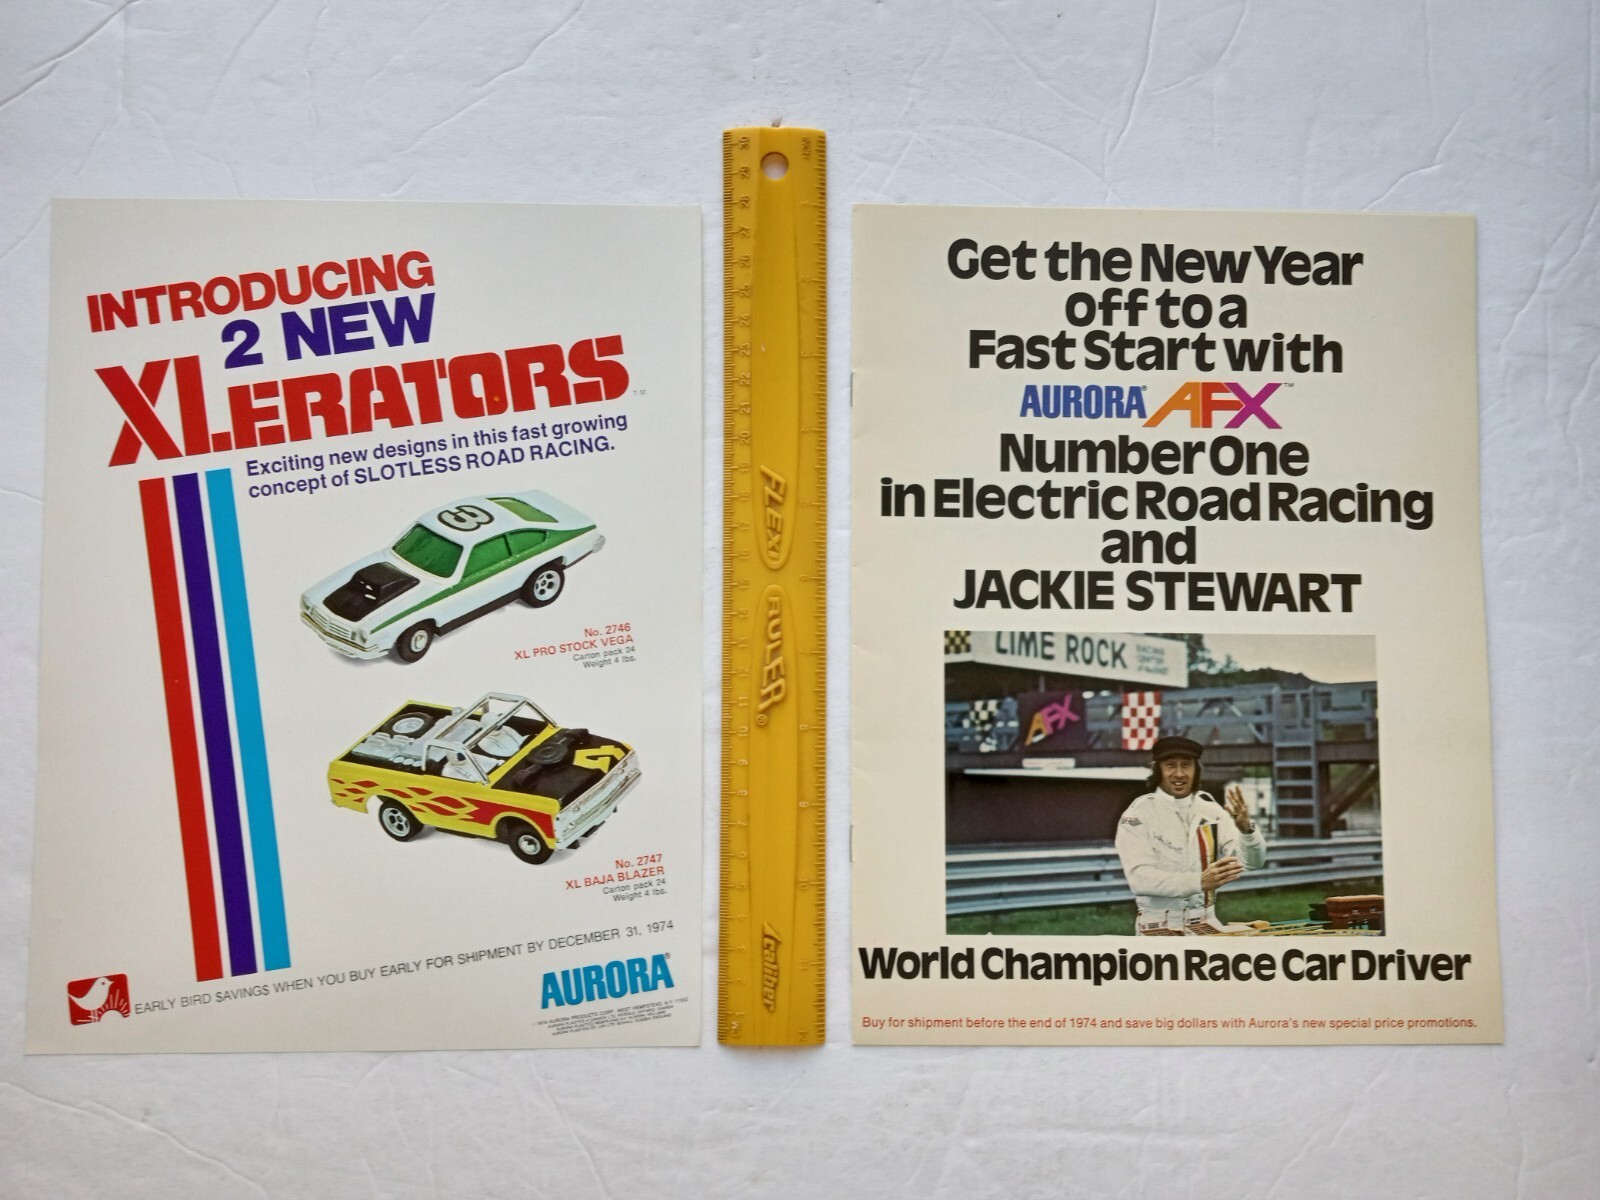 INTRODUCING
2 NEW
XLERATORS
T.M.
Exciting new designs in this fast growing
concept of SLOTLESS ROAD RACING.
3
No. 2746
XL PRO STOCK VEGA
Carton pack 24
Weight 4 lbs.
4
No. 2747
XL BAJA BLAZER
Carton pack 24
Weight 4 lbs.
EARLY BIRD SAVINGS WHEN YOU BUY EARLY FOR SHIPMENT BY DECEMBER 31, 1974
AURORA®
FLEXI
RULER®
Acaliber
Get the New Year
off to a
Fast Start with
AURORA® AFX™
Number One
in Electric Road Racing
and
JACKIE STEWART
LIME ROCK
AFX
World Champion Race Car Driver
Buy for shipment before the end of 1974 and save big dollars with Aurora's new special price promotions.